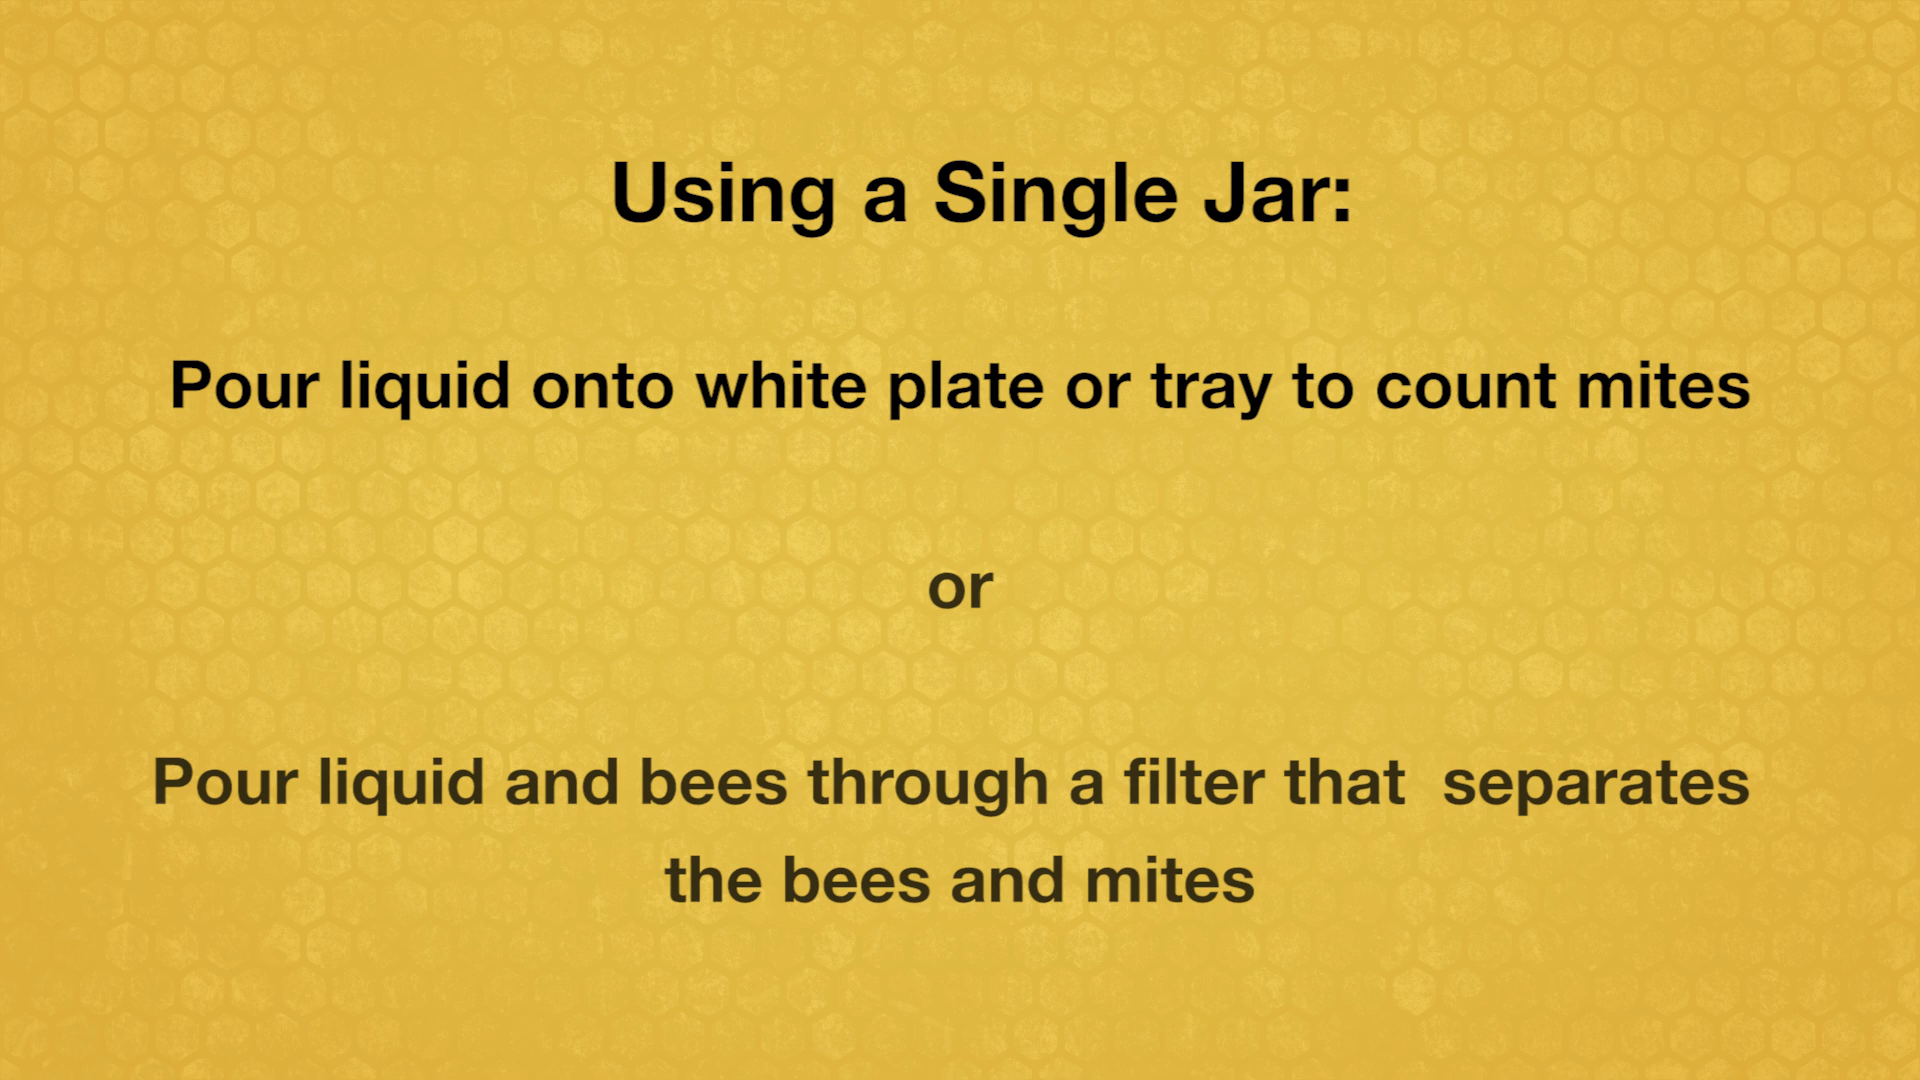 Using a Single Jar:
Pour liquid onto white plate or tray to count mites
or
Pour liquid and bees through a filter that  separates
the bees and mites